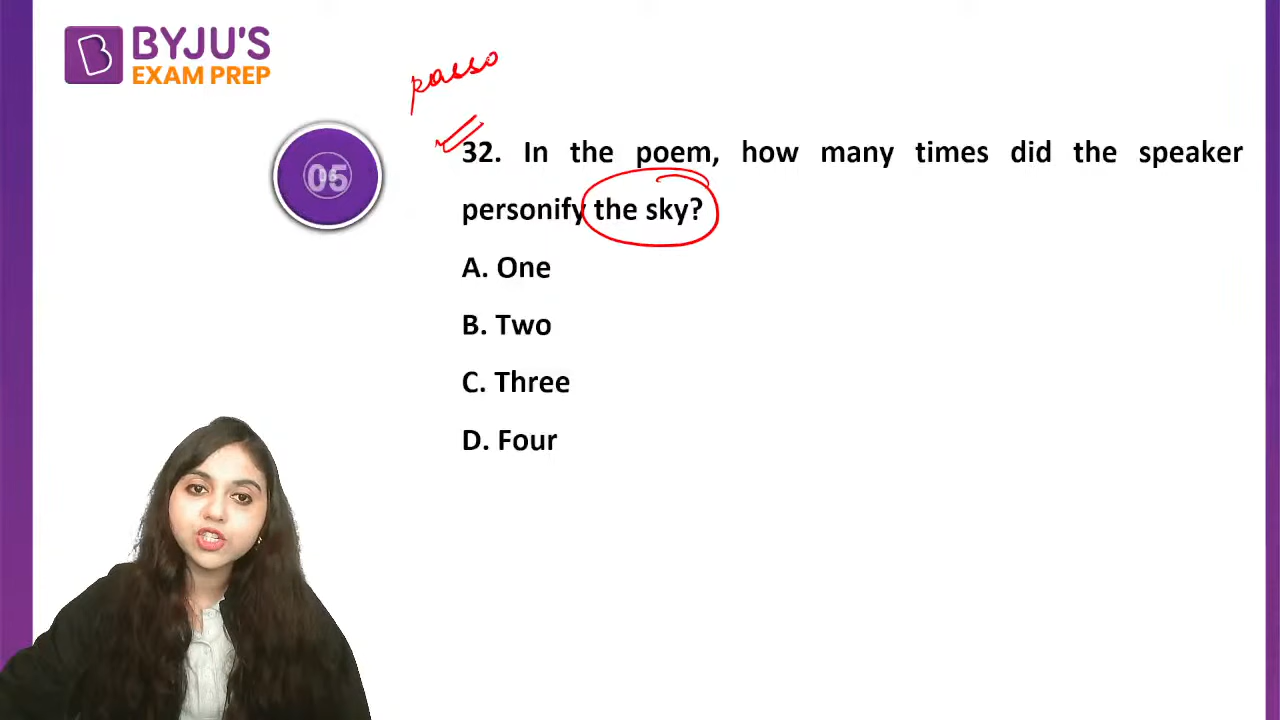 BYJU'S
EXAM PREP
05
32. In the poem, how many times did the speaker
personify the sky?
A. One
B. Two
C. Three
D. Four